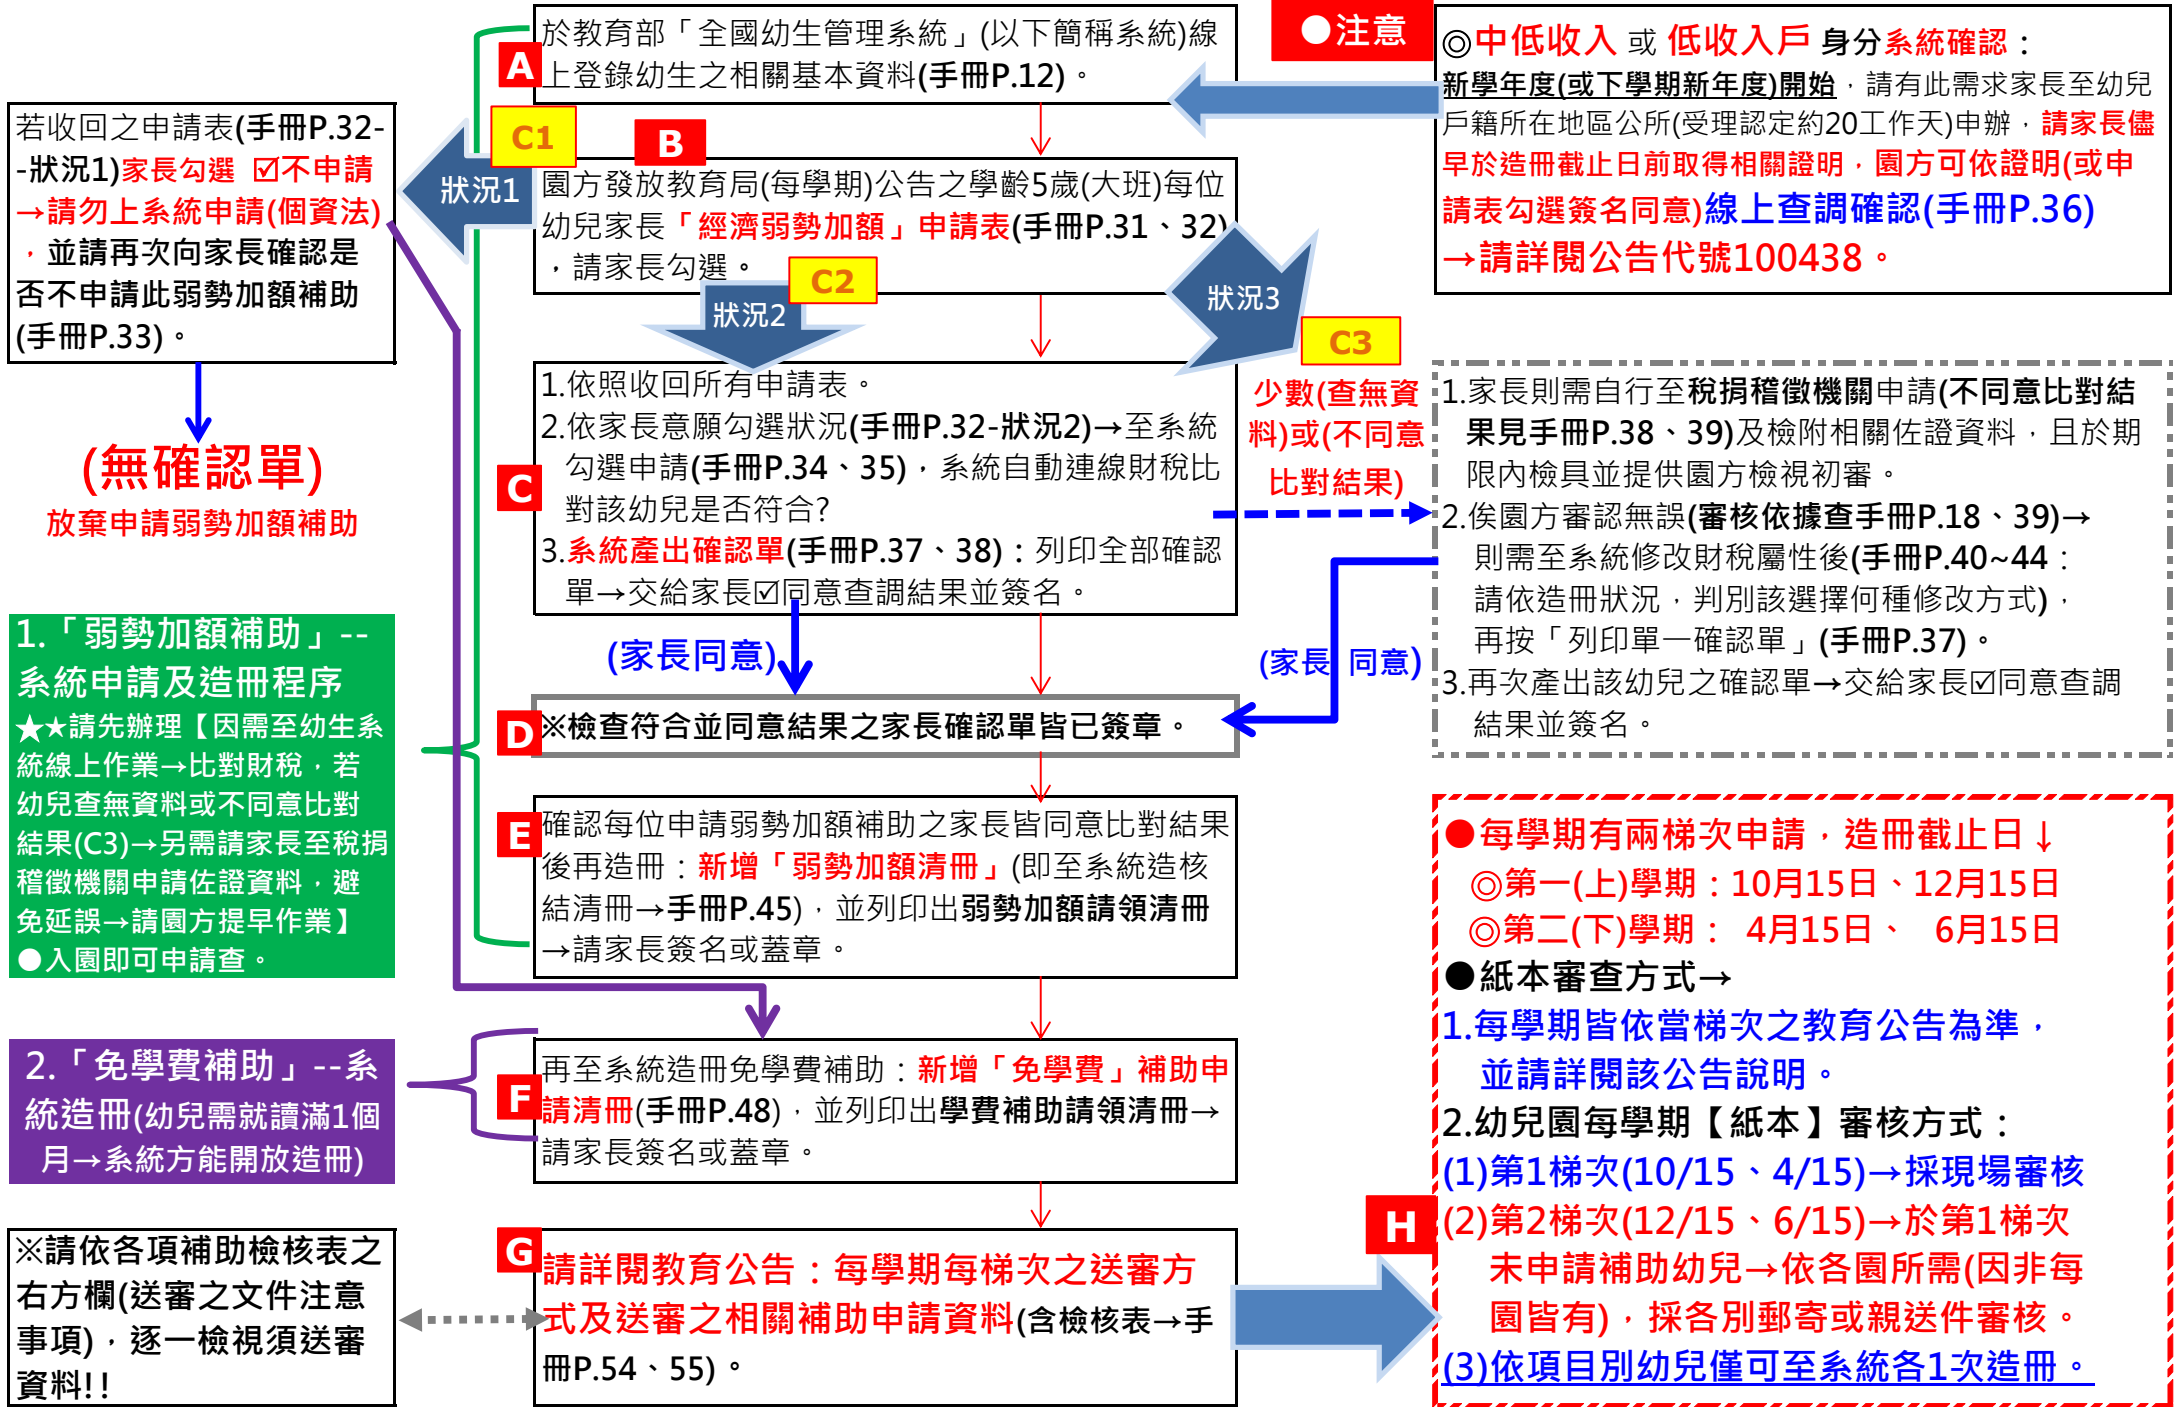 A
於教育部「全國幼生管理系統」(以下簡稱系統)線
上登錄幼生之相關基本資料(手冊P.12)。
●注意
◎中低收入 或 低收入戶 身分系統確認：
新學年度(或下學期新年度)開始，請有此需求家長至幼兒
戶籍所在地區公所(受理認定約20工作天)申辦，請家長儘
早於造冊截止日前取得相關證明，園方可依證明(或申
請表勾選簽名同意)線上查調確認(手冊P.36)
→請詳閱公告代號100438。
C1
狀況1
若收回之申請表(手冊P.32-
-狀況1)家長勾選 ☑不申請
→請勿上系統申請(個資法)
，並請再次向家長確認是
否不申請此弱勢加額補助
(手冊P.33)。
(無確認單)
放棄申請弱勢加額補助
B
園方發放教育局(每學期)公告之學齡5歲(大班)每位
幼兒家長「經濟弱勢加額」申請表(手冊P.31、32)
，請家長勾選。
C2
狀況2
狀況3
C3
少數(查無資
料)或(不同意
比對結果)
C
1.依照收回所有申請表。
2.依家長意願勾選狀況(手冊P.32-狀況2)→至系統
勾選申請(手冊P.34、35)，系統自動連線財稅比
對該幼兒是否符合?
3.系統產出確認單(手冊P.37、38)：列印全部確認
單→交給家長☑同意查調結果並簽名。
1.家長則需自行至稅捐稽徵機關申請(不同意比對結
果見手冊P.38、39)及檢附相關佐證資料，且於期
限內檢具並提供園方檢視初審。
2.俟園方審認無誤(審核依據查手冊P.18、39)→
則需至系統修改財稅屬性後(手冊P.40~44：
請依造冊狀況，判別該選擇何種修改方式)，
再按「列印單一確認單」(手冊P.37)。
3.再次產出該幼兒之確認單→交給家長☑同意查調
結果並簽名。
(家長同意)
(家長 同意)
D
※檢查符合並同意結果之家長確認單皆已簽章。
1.「弱勢加額補助」--
系統申請及造冊程序
★★請先辦理【因需至幼生系
統線上作業→比對財稅，若
幼兒查無資料或不同意比對
結果(C3)→另需請家長至稅捐
稽徵機關申請佐證資料，避
免延誤→請園方提早作業】
●入園即可申請查。
E
確認每位申請弱勢加額補助之家長皆同意比對結果
後再造冊：新增「弱勢加額清冊」(即至系統造核
結清冊→手冊P.45)，並列印出弱勢加額請領清冊
→請家長簽名或蓋章。
2.「免學費補助」--系
統造冊(幼兒需就讀滿1個
月→系統方能開放造冊)
F
再至系統造冊免學費補助：新增「免學費」補助申
請清冊(手冊P.48)，並列印出學費補助請領清冊→
請家長簽名或蓋章。
※請依各項補助檢核表之
右方欄(送審之文件注意
事項)，逐一檢視須送審
資料!!
G
請詳閱教育公告：每學期每梯次之送審方
式及送審之相關補助申請資料(含檢核表→手
冊P.54、55)。
H
●每學期有兩梯次申請，造冊截止日↓
◎第一(上)學期：10月15日、12月15日
◎第二(下)學期： 4月15日、 6月15日
●紙本審查方式→
1.每學期皆依當梯次之教育公告為準，
並請詳閱該公告說明。
2.幼兒園每學期【紙本】審核方式：
(1)第1梯次(10/15、4/15)→採現場審核
(2)第2梯次(12/15、6/15)→於第1梯次
未申請補助幼兒→依各園所需(因非每
園皆有)，採各別郵寄或親送件審核。
(3)依項目別幼兒僅可至系統各1次造冊。